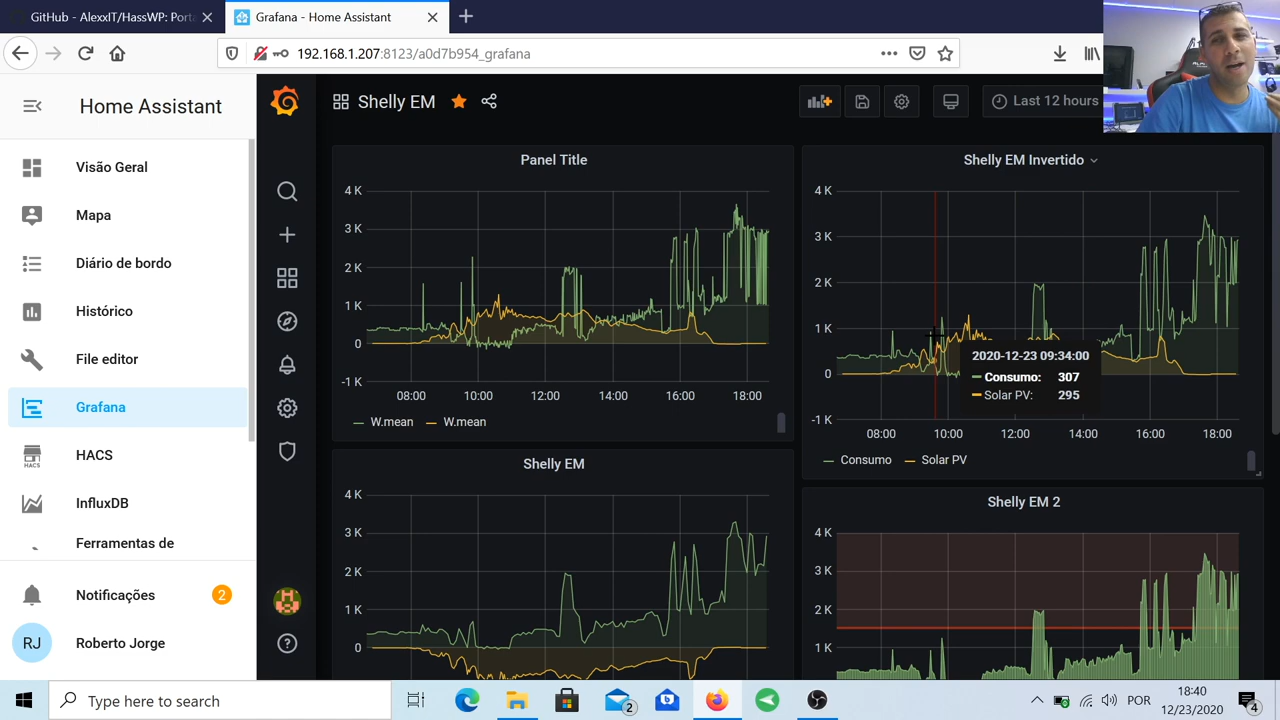 GitHub - AlexxIT/HassWP: Porta
Grafana - Home Assistant
192.168.1.207:8123/a0d7b954_grafana
Home Assistant
Visão Geral
Mapa
Diário de bordo
Histórico
File editor
Grafana
HACS
HACS
InfluxDB
Ferramentas de
Notificações
2
RJ
Roberto Jorge
Shelly EM
Last 12 hours
Panel Title
4 K
3 K
2 K
1 K
0
-1 K
08:00
10:00
12:00
14:00
16:00
18:00
W.mean
W.mean
Shelly EM Invertido
4 K
3 K
2 K
1 K
0
-1 K
08:00
10:00
12:00
14:00
16:00
18:00
2020-12-23 09:34:00
Consumo: 307
Solar PV: 295
Consumo
Solar PV
Shelly EM
4 K
3 K
2 K
1 K
0
Shelly EM 2
4 K
3 K
2 K
1 K
Type here to search
2
POR
18:40
12/23/2020
4